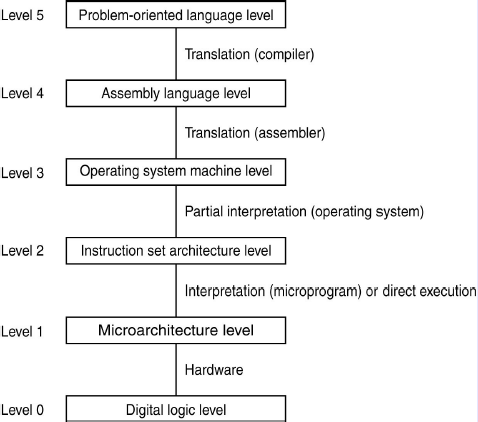 Level 5 Problem-oriented language level
Translation (compiler)
Level 4 Assembly language level
Translation (assembler)
Level 3 Operating system machine level
Partial interpretation (operating system)
Level 2 Instruction set architecture level
Interpretation (microprogram) or direct execution
Level 1 Microarchitecture level
Hardware
Level 0 Digital logic level